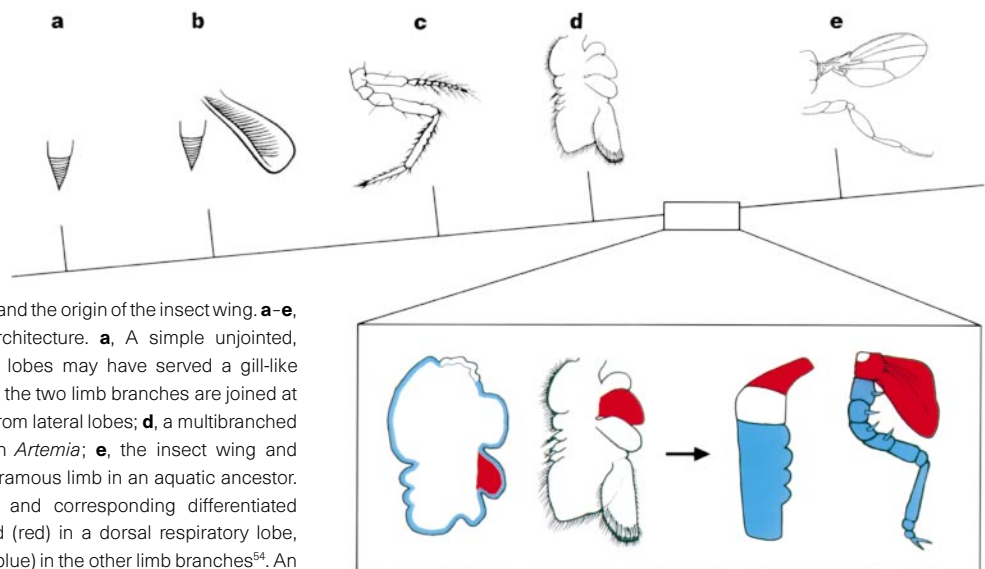 a b c d e
and the origin of the insect wing. a–e,
rchitecture. a, A simple unjointed,
lobes may have served a gill-like
the two limb branches are joined at
rom lateral lobes; d, a multibranched
n Artemia; e, the insect wing and
ramous limb in an aquatic ancestor.
and corresponding differentiated
d (red) in a dorsal respiratory lobe,
blue) in the other limb branches⁵⁴. An